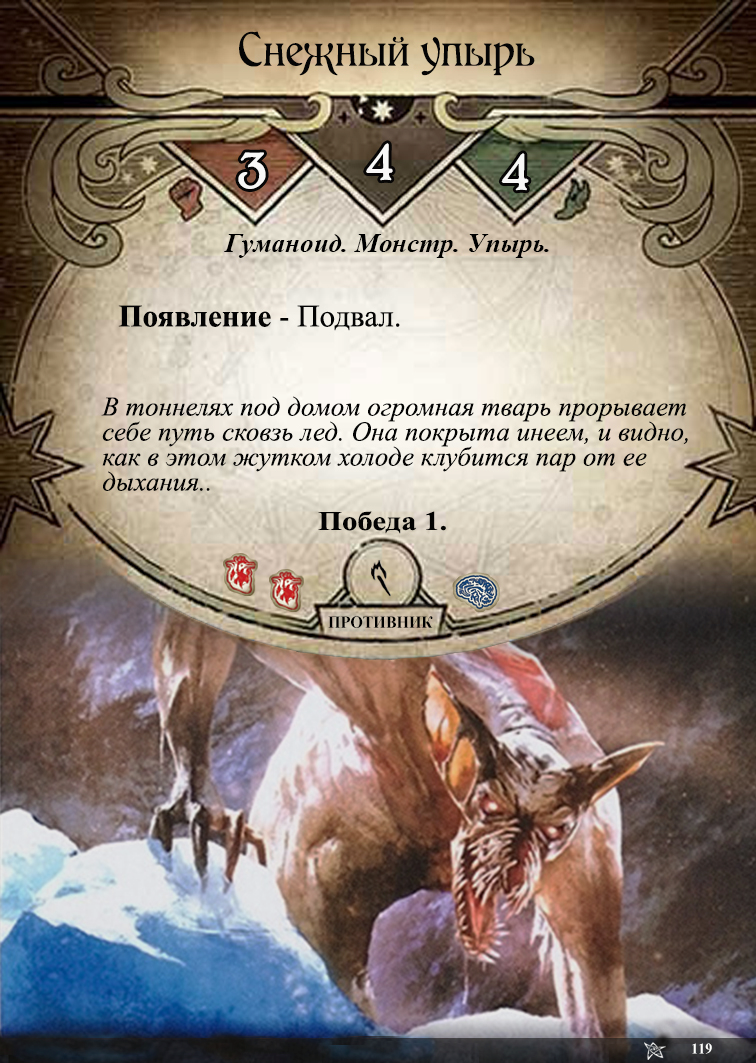 Снежный упырь
3 4 4
Гуманоид. Монстр. Упырь.
Появление - Подвал.
В тоннелях под домом огромная тварь прорывает
себе путь сковзь лед. Она покрыта инеем, и видно,
как в этом жутком холоде клубится пар от ее
дыхания..
Победа 1.
ПРОТИВНИК
119